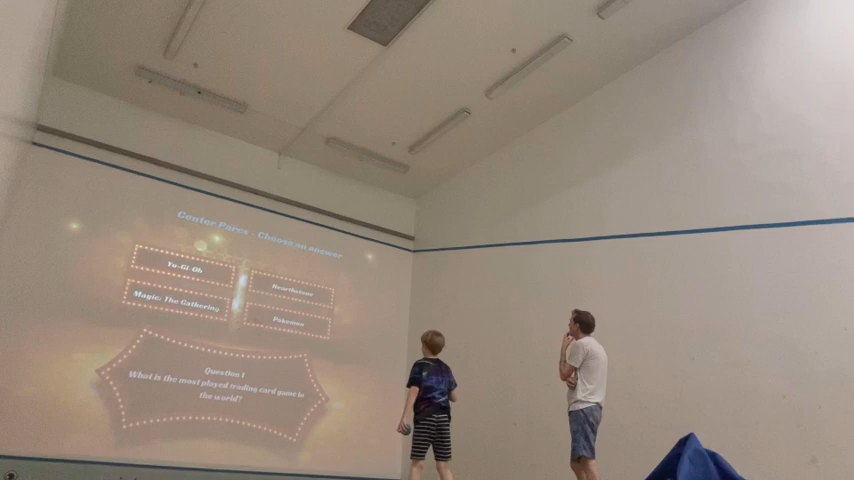 Center Parcs - Choose an answer
Yu-Gi-Oh
Hearthstone
Magic: The Gathering
Pokemon
Question 1
What is the most played trading card game in
the world?